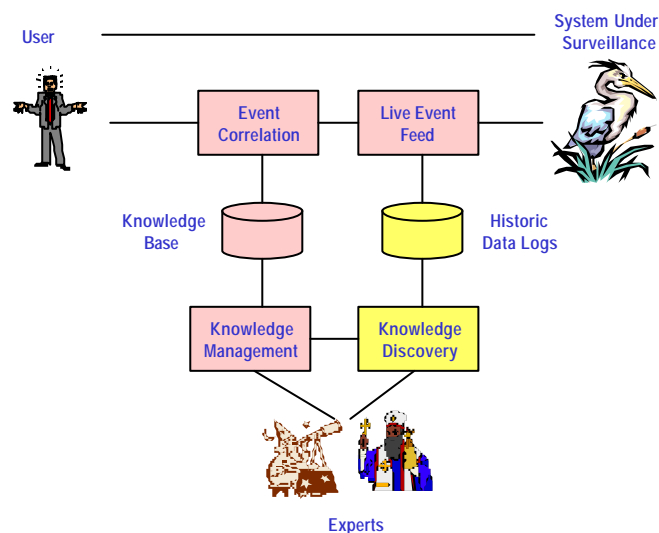 User
System Under
Surveillance
Event
Correlation
Live Event
Feed
Knowledge
Base
Historic
Data Logs
Knowledge
Management
Knowledge
Discovery
Experts